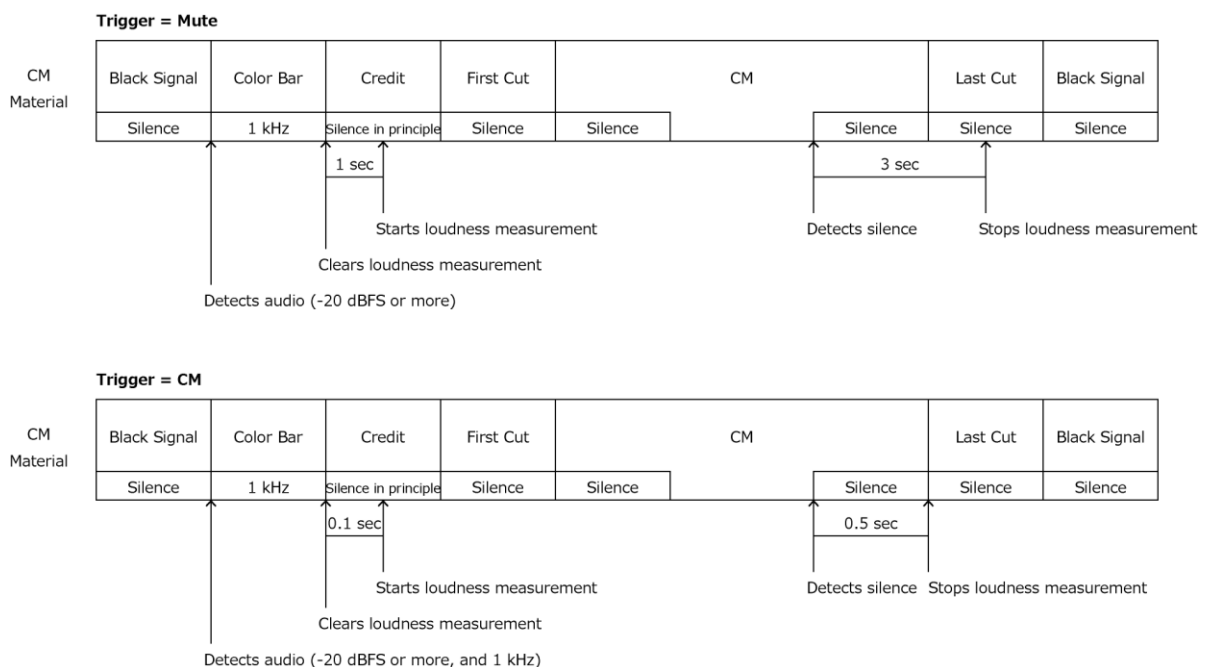 Trigger = Mute
CM
Material
Black Signal
Color Bar
Credit
First Cut
CM
Last Cut
Black Signal
Silence
1 kHz
Silence in principle
Silence
Silence
Silence
Silence
Silence
1 sec
3 sec
Starts loudness measurement
Detects silence
Stops loudness measurement
Clears loudness measurement
Detects audio (-20 dBFS or more)
Trigger = CM
CM
Material
Black Signal
Color Bar
Credit
First Cut
CM
Last Cut
Black Signal
Silence
1 kHz
Silence in principle
Silence
Silence
Silence
Silence
Silence
0.1 sec
0.5 sec
Starts loudness measurement
Detects silence
Stops loudness measurement
Clears loudness measurement
Detects audio (-20 dBFS or more, and 1 kHz)